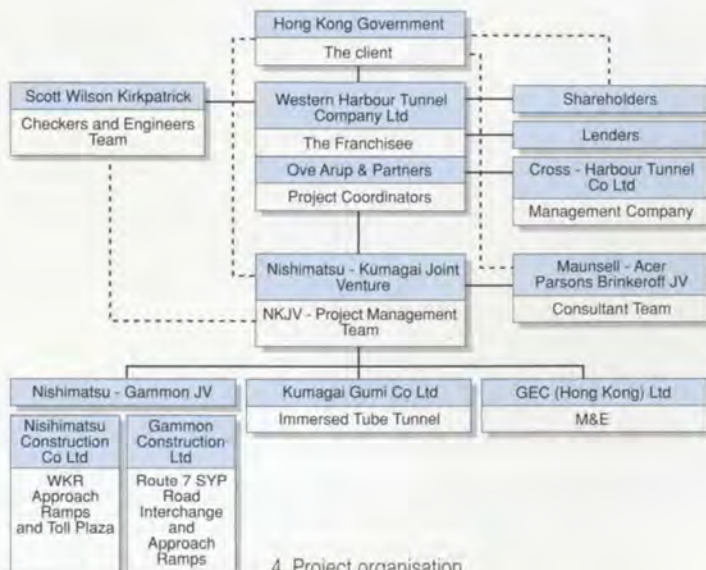 Hong Kong Government
The client
Scott Wilson Kirkpatrick
Checkers and Engineers
Team
Western Harbour Tunnel
Company Ltd
The Franchisee
Ove Arup & Partners
Project Coordinators
Shareholders
Lenders
Cross - Harbour Tunnel
Co Ltd
Management Company
Nishimatsu - Kumagai Joint
Venture
NKJV - Project Management
Team
Maunsell - Acer
Parsons Brinkeroff JV
Consultant Team
Nishimatsu - Gammon JV
Nisihimatsu
Construction
Co Ltd
WKR
Approach
Ramps
and Toll Plaza
Gammon
Construction
Ltd
Route 7 SYP
Road
Interchange
and
Approach
Ramps
Kumagai Gumi Co Ltd
Immersed Tube Tunnel
GEC (Hong Kong) Ltd
M&E
4. Project organisation